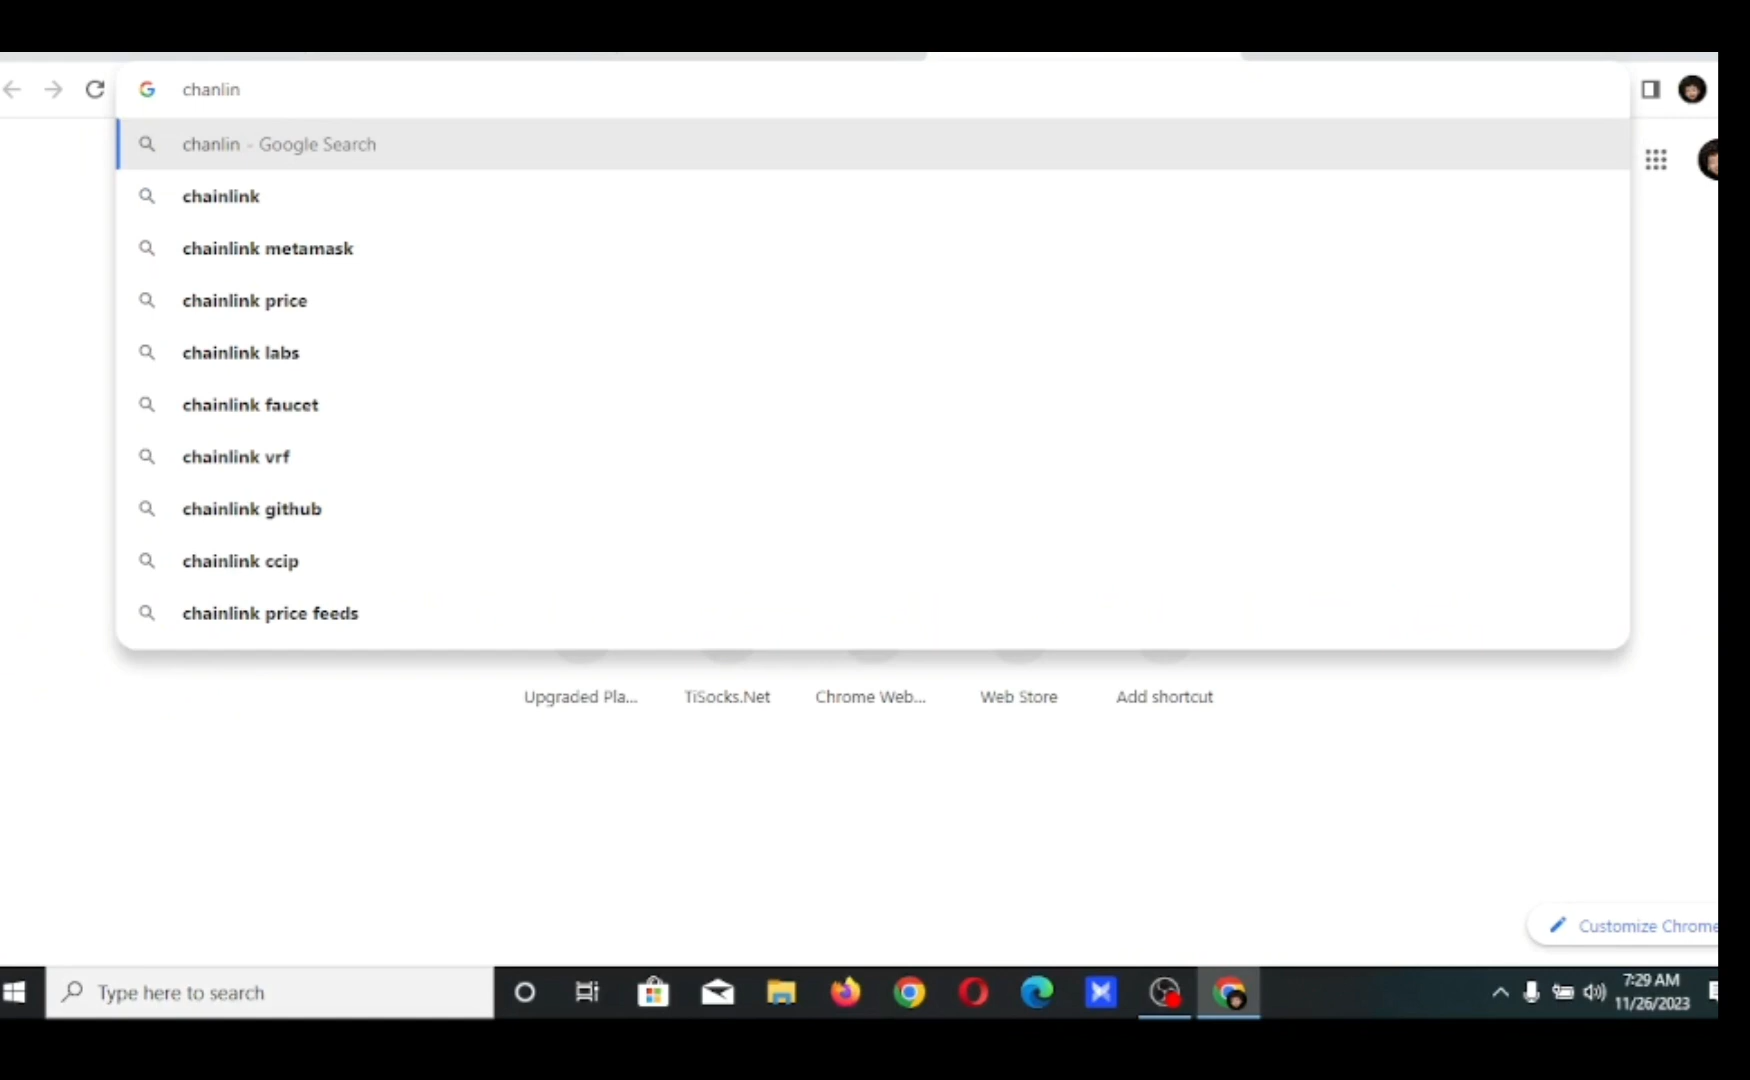 chanlin
chanlin - Google Search
chainlink
chainlink metamask
chainlink price
chainlink labs
chainlink faucet
chainlink vrf
chainlink github
chainlink ccip
chainlink price feeds
Upgraded Pla... TiSocks.Net Chrome Web... Web Store Add shortcut
Customize Chrome
Type here to search
7:29 AM
11/26/2023